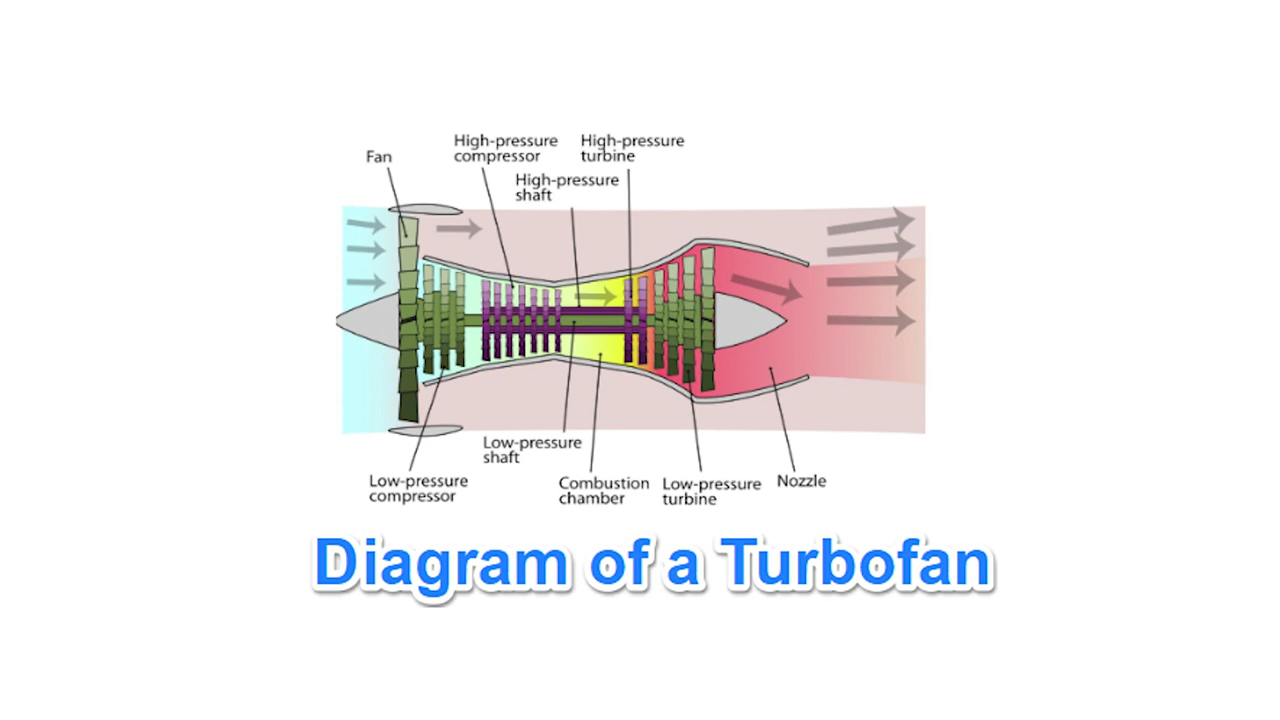 Fan
High-pressure
compressor
High-pressure
turbine
High-pressure
shaft
Low-pressure
shaft
Low-pressure
compressor
Combustion
chamber
Low-pressure
turbine
Nozzle
Diagram of a Turbofan